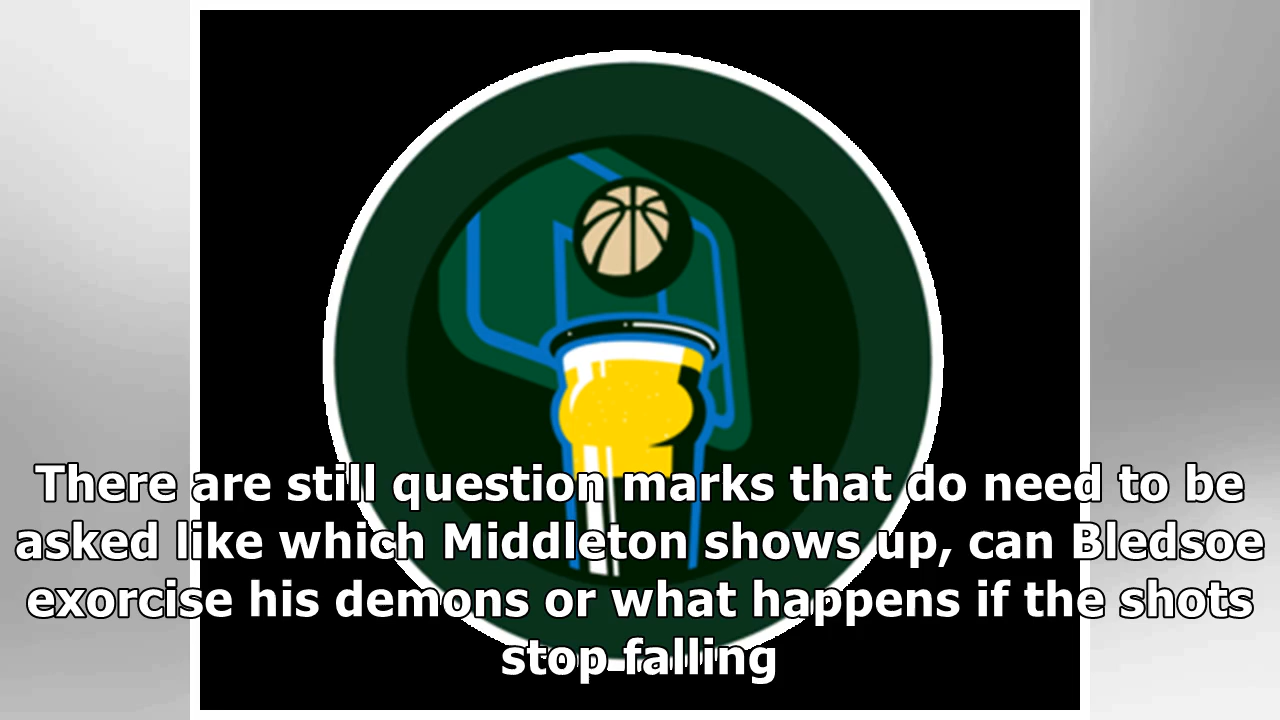 There are still question marks that do need to be
asked like which Middleton shows up, can Bledsoe
exorcise his demons or what happens if the shots
stop falling